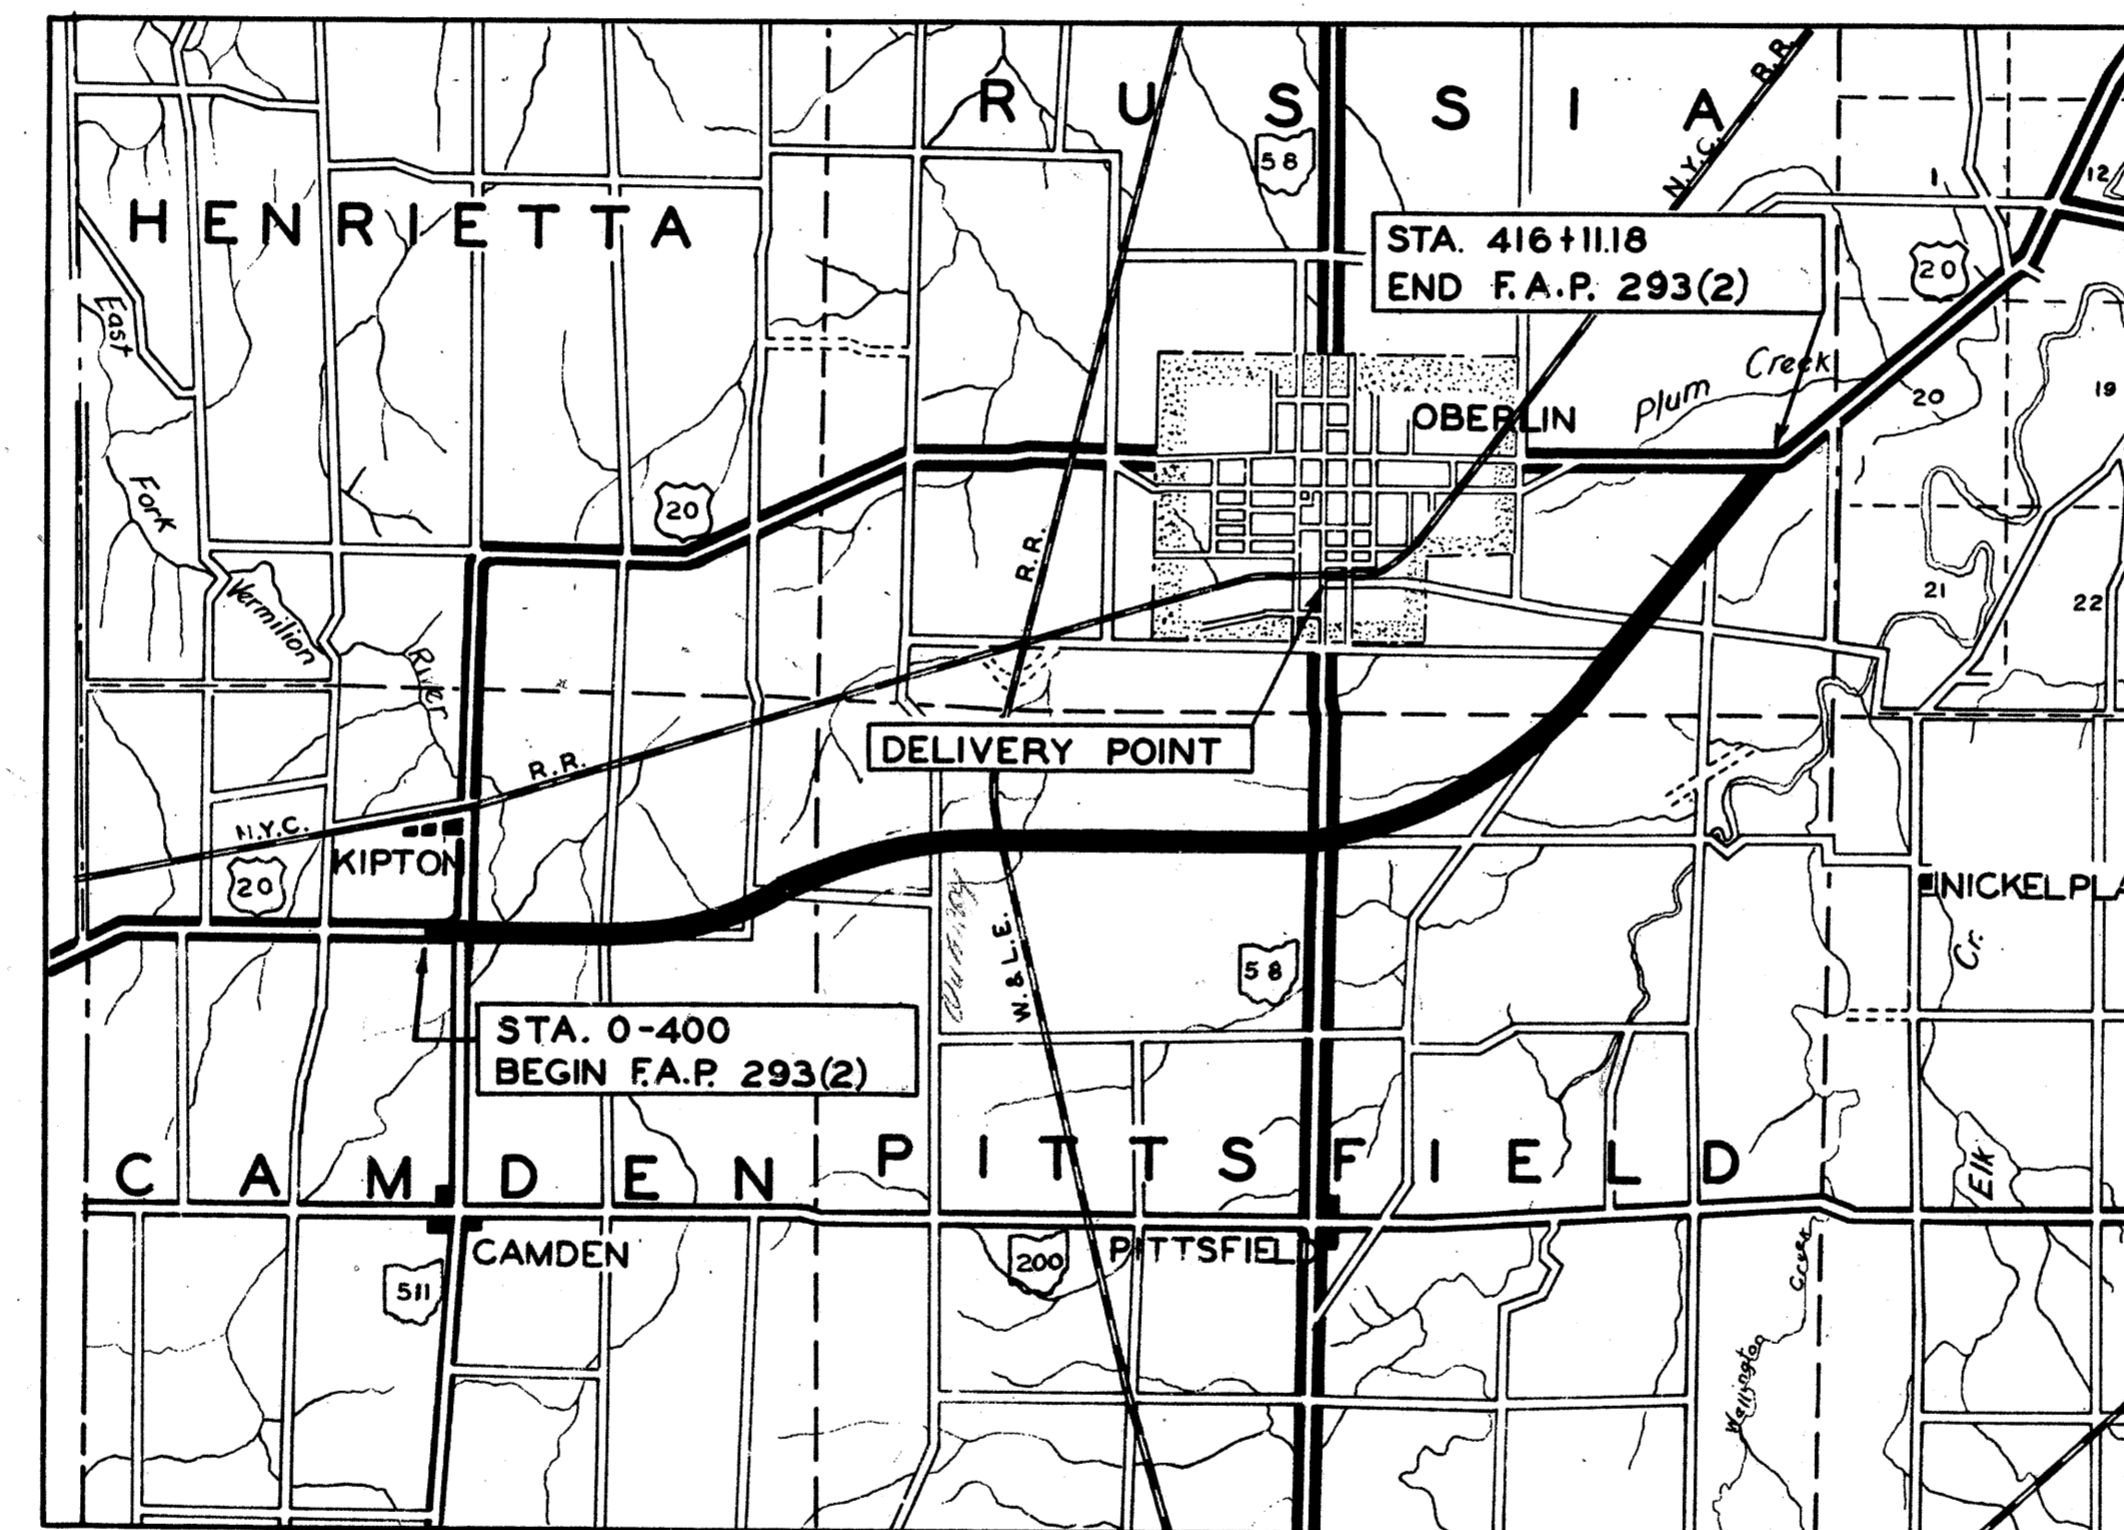 R U S S I A
R.R.
N.Y.C.
58
1
12
HENRIETTA
STA. 416+11.18
END F.A.P. 293(2)
20
East
Plum Creek
20
19
OBERLIN
20
Fork
R.R.
21
22
Vermilion
River
DELIVERY POINT
R.R.
N.Y.C.
KIPTON
20
NICKELPLA
W. & L.E.
58
Cr.
STA. 0-400
BEGIN F.A.P. 293(2)
C A M D E N
P I T T S F I E L D
Elk
CAMDEN
200
PITTSFIELD
511
Creek
Wellington